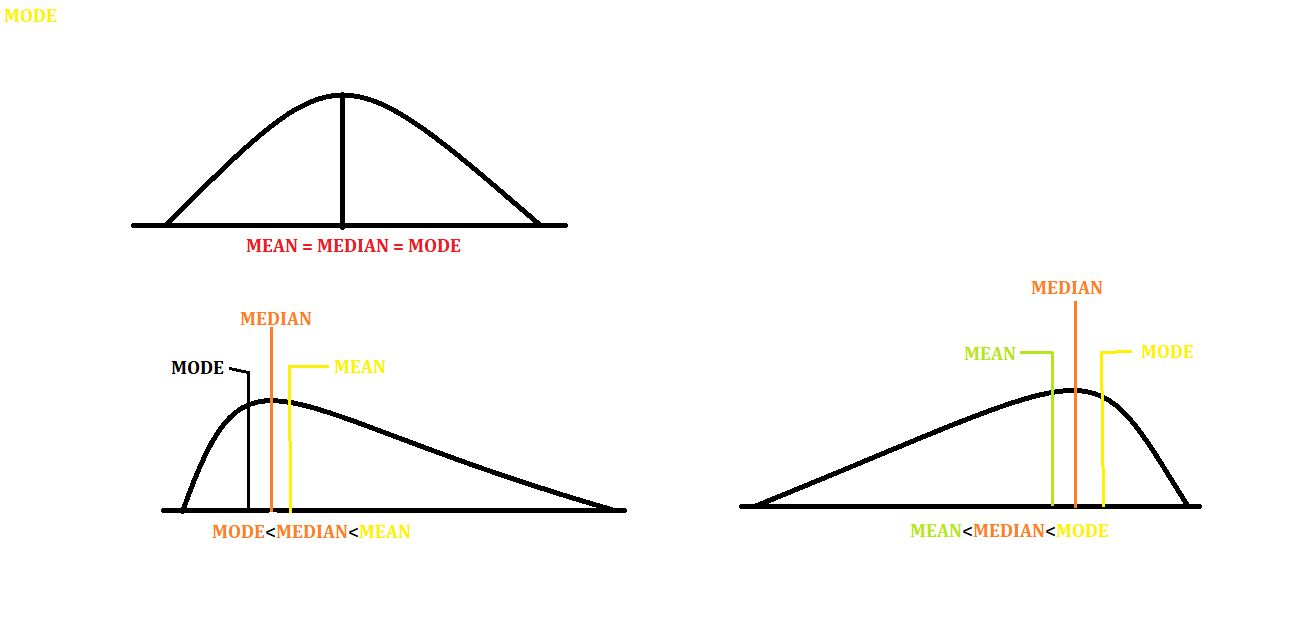 MODE
MEAN = MEDIAN = MODE
MEDIAN
MODE
MEAN
MODE<MEDIAN<MEAN
MEDIAN
MEAN
MODE
MEAN<MEDIAN<MODE